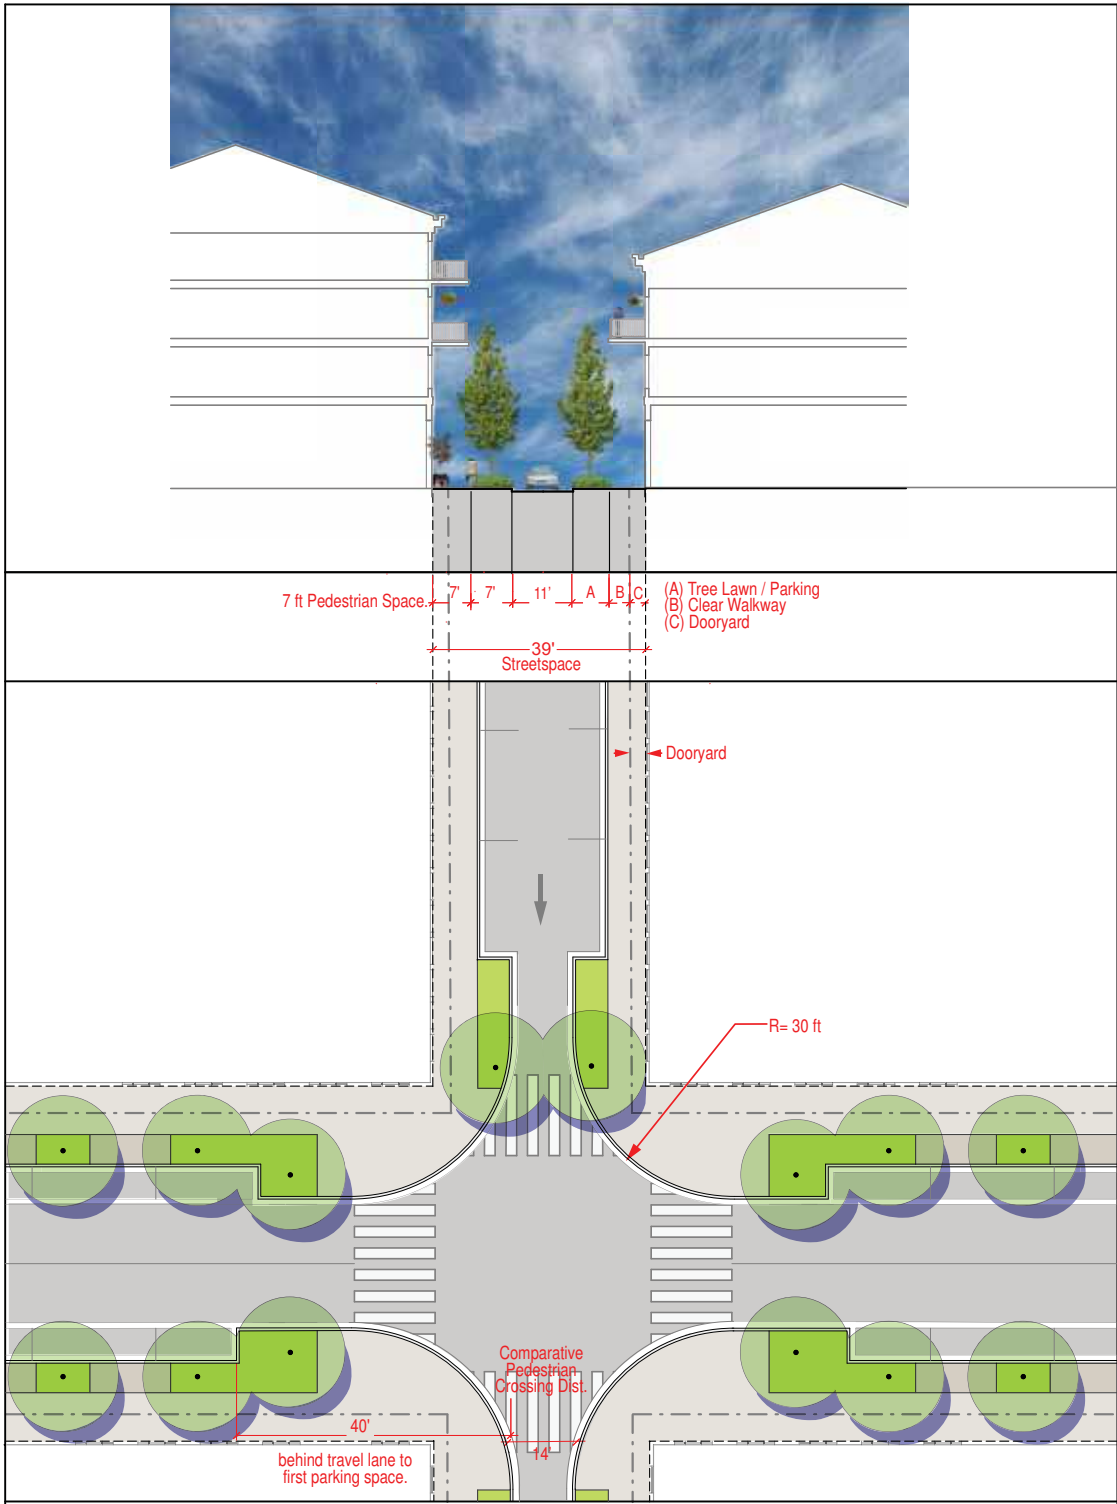 7 ft Pedestrian Space.
7' 7' 11' A B C
(A) Tree Lawn / Parking
(B) Clear Walkway
(C) Dooryard
39'
Streetspace
Dooryard
R= 30 ft
Comparative
Pedestrian
Crossing Dist.
40'
14'
behind travel lane to
first parking space.